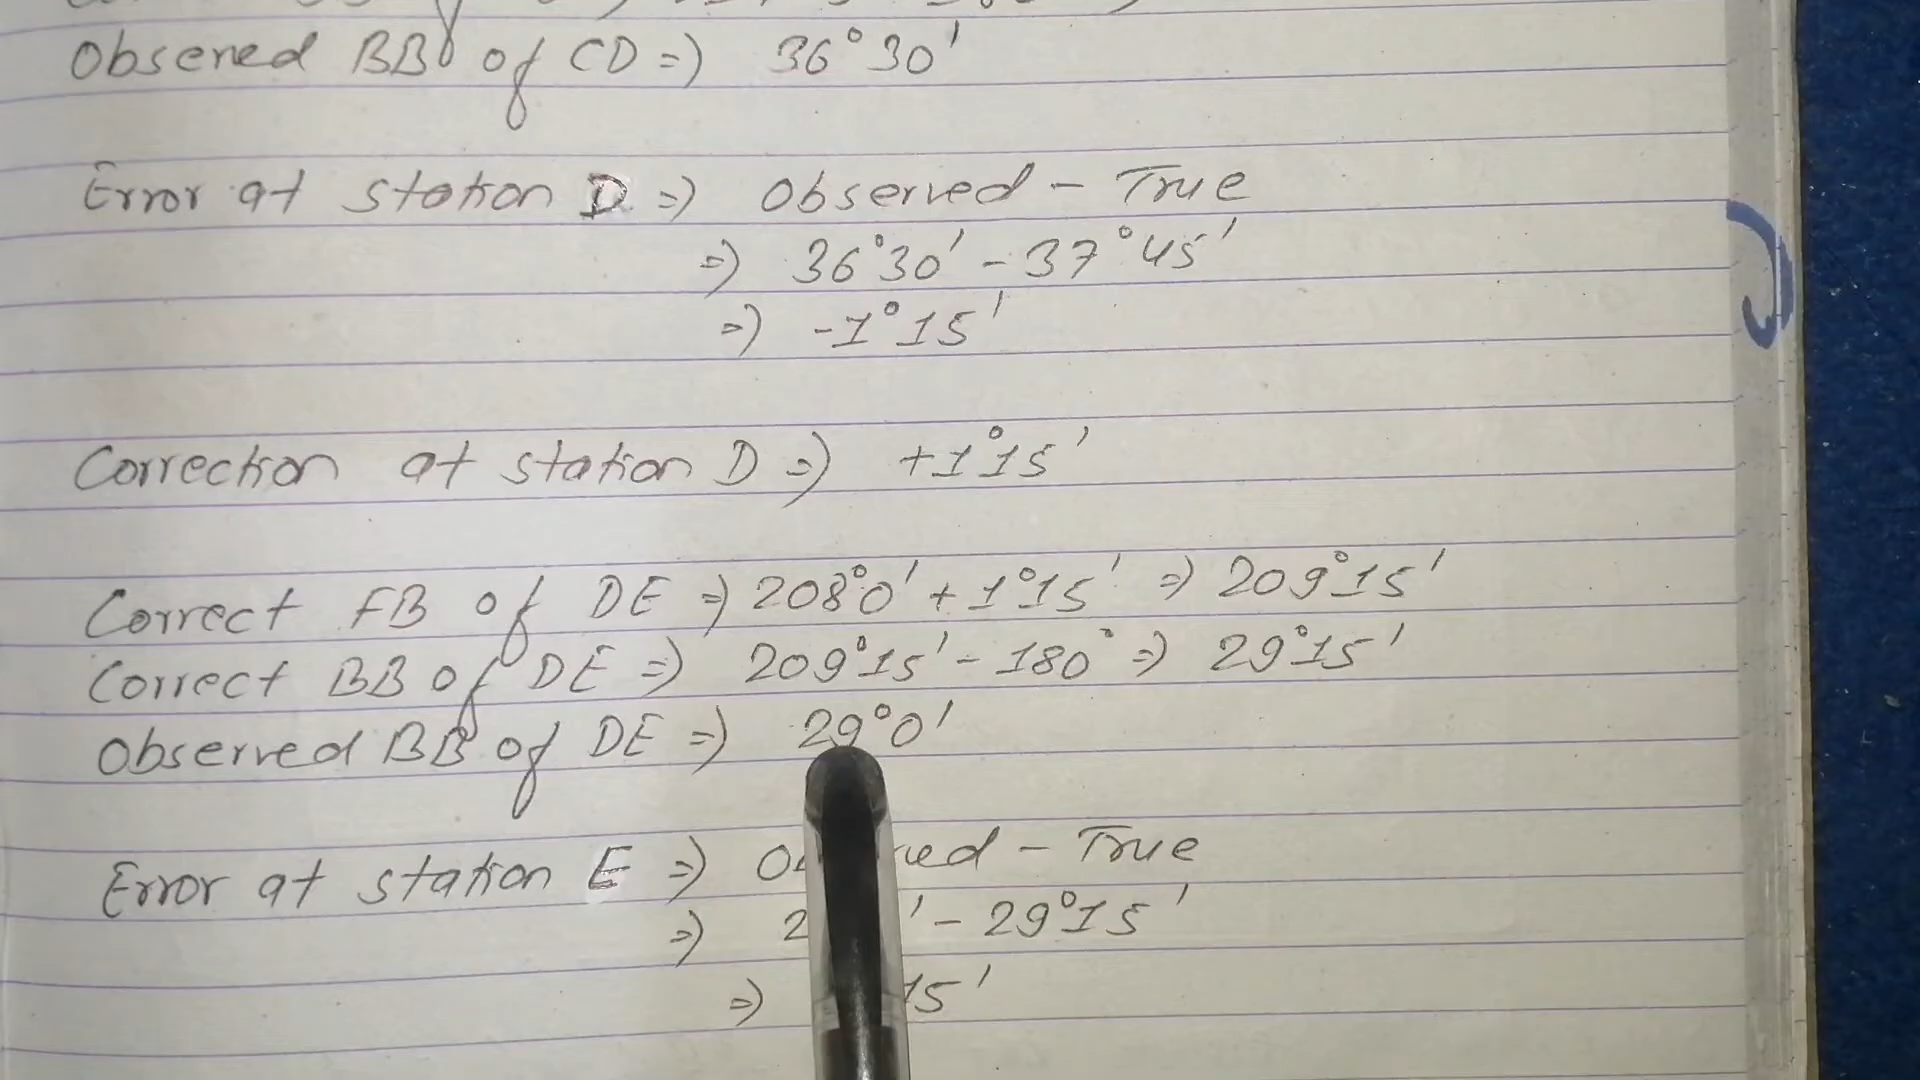 Observed BB of CD => 36°30'
Error at station D => Observed - True
=> 36°30' - 37°45'
=> -1°15'
Correction at station D => +1°15'
Correct FB of DE => 208°0' + 1°15' => 209°15'
Correct BB of DE => 209°15' - 180° => 29°15'
Observed BB of DE => 29°0'
Error at station E => - True
=> - 29°15'
=> 15'